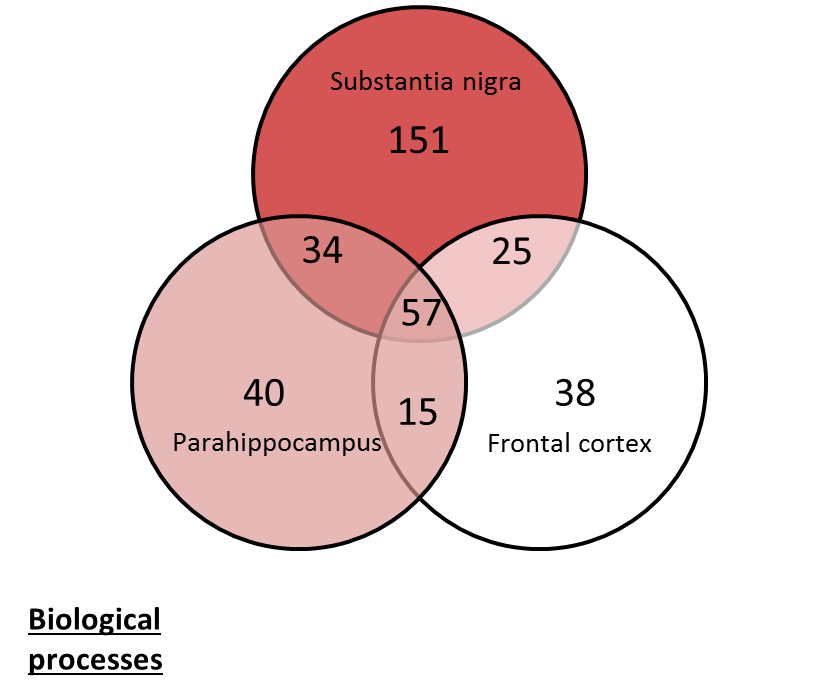 Substantia nigra
151
34
25
57
40
15
38
Parahippocampus
Frontal cortex
Biological
processes